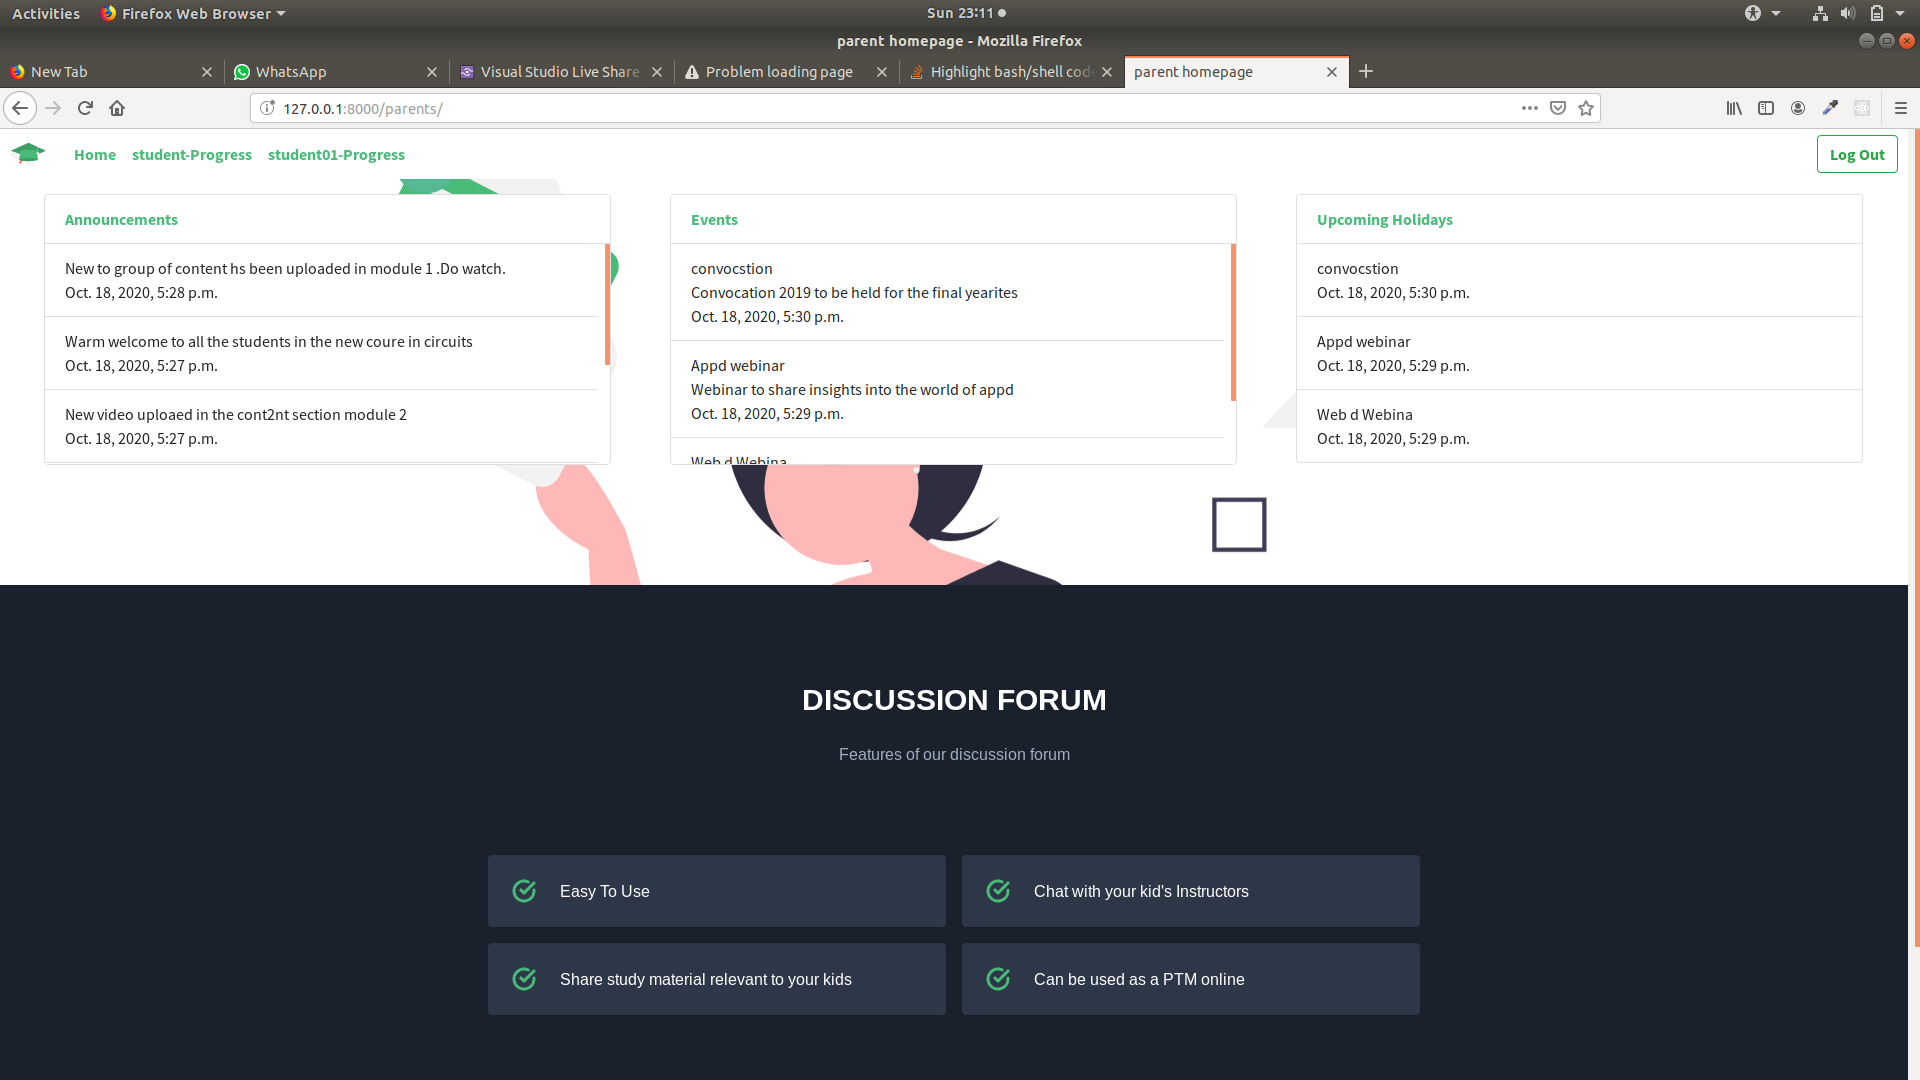 Activities
Firefox Web Browser
Sun 23:11
parent homepage - Mozilla Firefox
New Tab
WhatsApp
Visual Studio Live Share
Problem loading page
Highlight bash/shell code
parent homepage
127.0.0.1:8000/parents/
Home
student-Progress
student01-Progress
Log Out
Announcements
New to group of content hs been uploaded in module 1 .Do watch.
Oct. 18, 2020, 5:28 p.m.
Warm welcome to all the students in the new coure in circuits
Oct. 18, 2020, 5:27 p.m.
New video uploaed in the cont2nt section module 2
Oct. 18, 2020, 5:27 p.m.
Events
convocstion
Convocation 2019 to be held for the final yearites
Oct. 18, 2020, 5:30 p.m.
Appd webinar
Webinar to share insights into the world of appd
Oct. 18, 2020, 5:29 p.m.
Web d Webina
Upcoming Holidays
convocstion
Oct. 18, 2020, 5:30 p.m.
Appd webinar
Oct. 18, 2020, 5:29 p.m.
Web d Webina
Oct. 18, 2020, 5:29 p.m.
DISCUSSION FORUM
Features of our discussion forum
Easy To Use
Chat with your kid's Instructors
Share study material relevant to your kids
Can be used as a PTM online